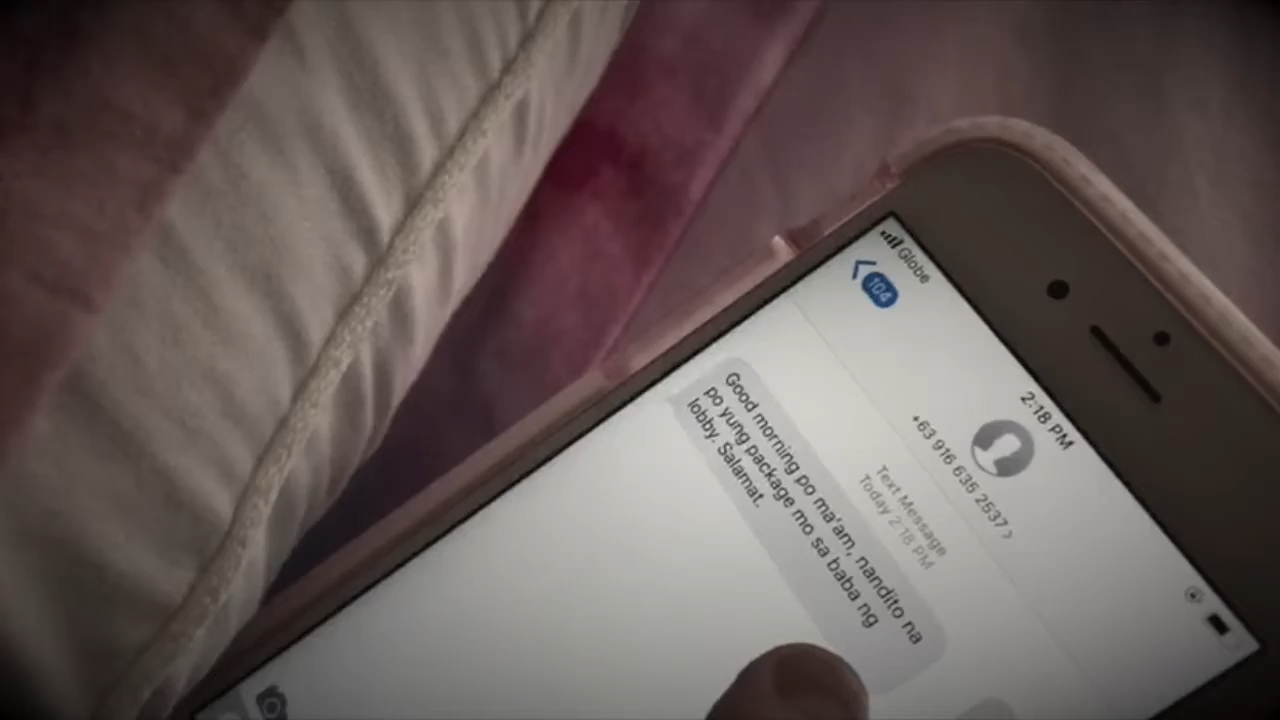 Globe
2:18 PM
104
+63 916 635 2537 >
Text Message
Today 2:18 PM
Good morning po ma'am, nandito na
po yung package mo sa baba ng
lobby. Salamat.